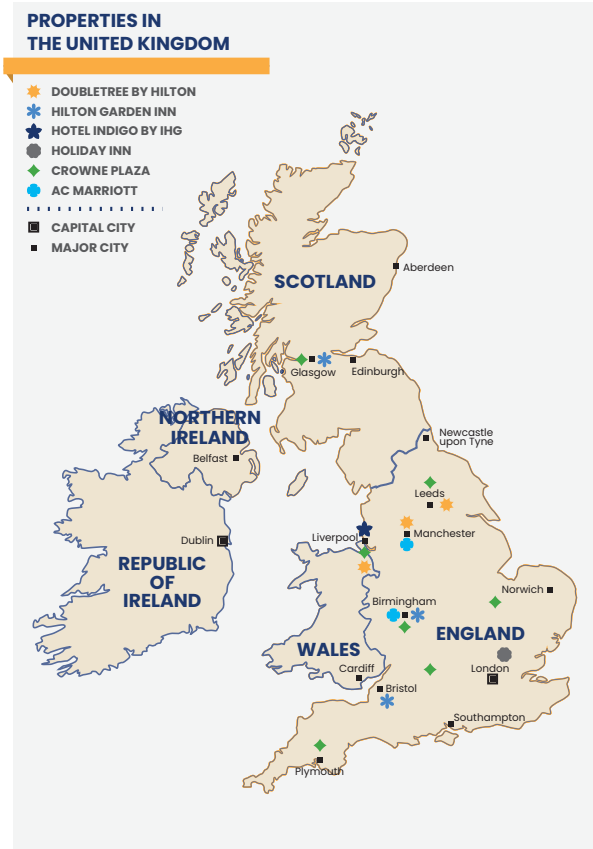 PROPERTIES IN
THE UNITED KINGDOM
DOUBLETREE BY HILTON
HILTON GARDEN INN
HOTEL INDIGO BY IHG
HOLIDAY INN
CROWNE PLAZA
AC MARRIOTT
CAPITAL CITY
MAJOR CITY
SCOTLAND
Aberdeen
Glasgow
Edinburgh
NORTHERN
IRELAND
Belfast
Newcastle
upon Tyne
Leeds
Manchester
Liverpool
Dublin
REPUBLIC
OF
IRELAND
Norwich
Birmingham
ENGLAND
WALES
Cardiff
London
Bristol
Southampton
Plymouth